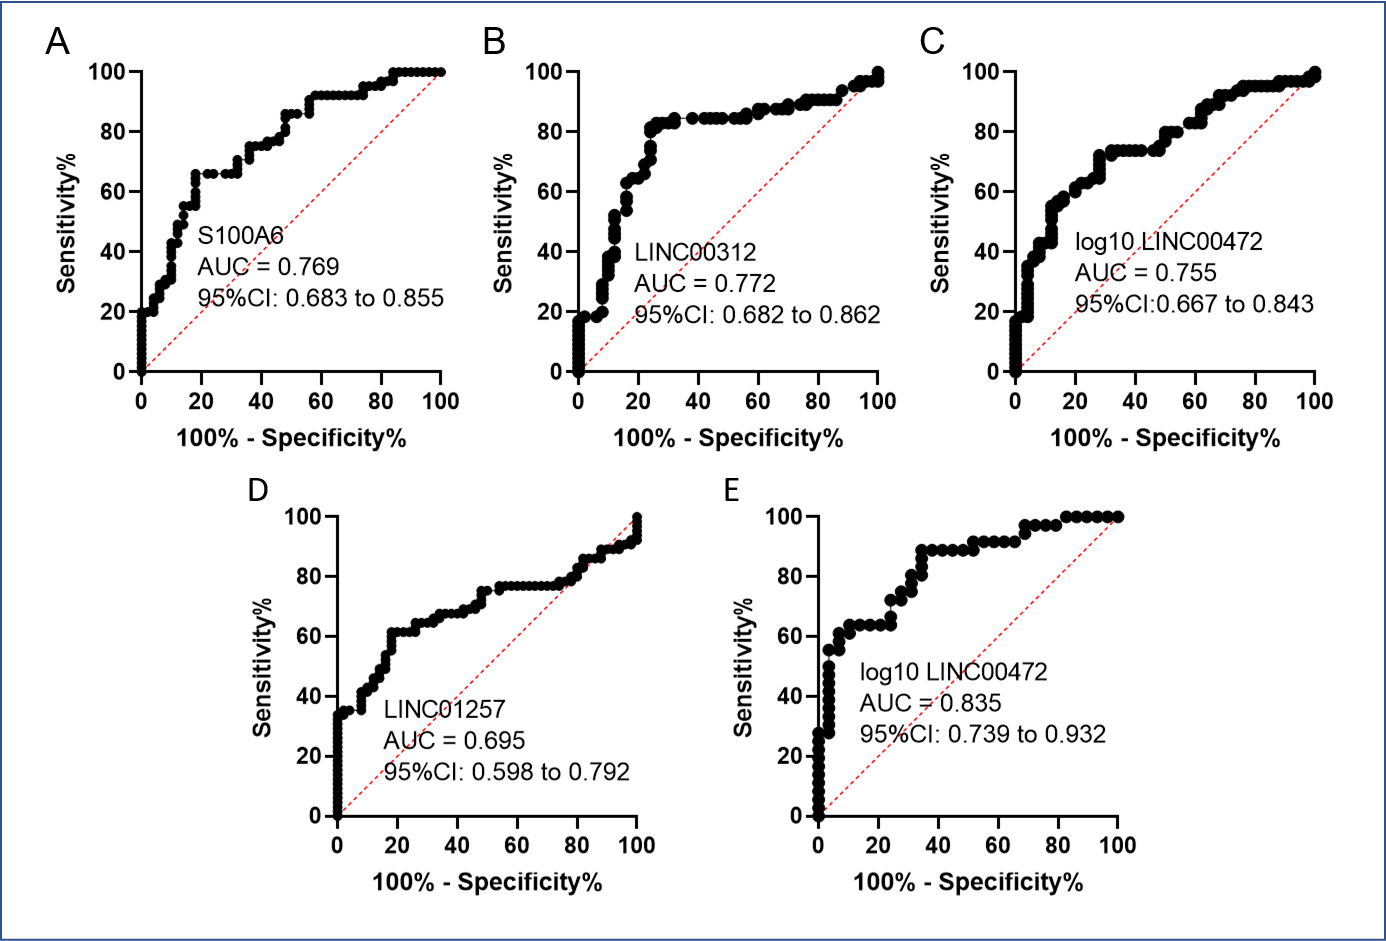 A
Sensitivity%
100
80
60
40
20
0
S100A6
AUC = 0.769
95%CI: 0.683 to 0.855
0 20 40 60 80 100
100% - Specificity%
B
Sensitivity%
100
80
60
40
20
0
LINC00312
AUC = 0.772
95%CI: 0.682 to 0.862
0 20 40 60 80 100
100% - Specificity%
C
Sensitivity%
100
80
60
40
20
0
log10 LINC00472
AUC = 0.755
95%CI:0.667 to 0.843
0 20 40 60 80 100
100% - Specificity%
D
Sensitivity%
100
80
60
40
20
0
LINC01257
AUC = 0.695
95%CI: 0.598 to 0.792
0 20 40 60 80 100
100% - Specificity%
E
Sensitivity%
100
80
60
40
20
0
log10 LINC00472
AUC = 0.835
95%CI: 0.739 to 0.932
0 20 40 60 80 100
100% - Specificity%